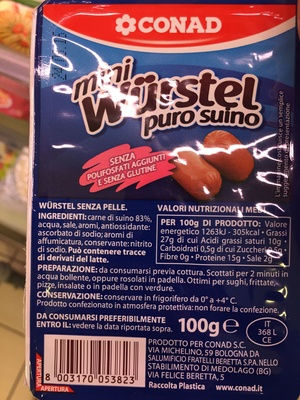 CONAD
mini
Würstel
puro suino
SENZA
POLIFOSFATI AGGIUNTI
E SENZA GLUTINE
WÜRSTEL SENZA PELLE.
INGREDIENTI: carne di suino 83%,
acqua, sale, aromi, antiossidante:
ascorbato di sodio; aromi di
affumicatura, conservante: nitrito
di sodio. Può contenere tracce
di derivati del latte.
VALORI NUTRIZIONALI MEDI
PER 100g DI PRODOTTO: Valore
energetico 1263kJ - 305kcal • Grassi
27g di cui Acidi grassi saturi 10g •
Carboidrati 0,5g di cui Zuccheri 0,5g
Fibre 0g • Proteine 15g • Sale 2g
PREPARAZIONE: da consumarsi previa cottura. Scottati per 2 minuti in
acqua bollente, oppure rosolati in padella. Ottimi per sughi, frittate,
pizze, insalate o in padella con verdure.
CONSERVAZIONE: conservare in frigorifero da 0° a +4° C.
Prodotto confezionato in atmosfera protettiva: non forare la confezione.
DA CONSUMARSI PREFERIBILMENTE
ENTRO IL: vedere la data riportata sopra.
100g e
IT
368 L
CE
PRODOTTO PER CONAD S.C.
VIA MICHELINO, 59 BOLOGNA DA
SALUMIFICIO FRATELLI BERETTA S.P.A. NELLO
STABILIMENTO DI MEDOLAGO (BG)
VIA FELICE BERETTA, 5
Raccolta Plastica
www.conad.it
8 003170 053823
APERTURA
APERTURA